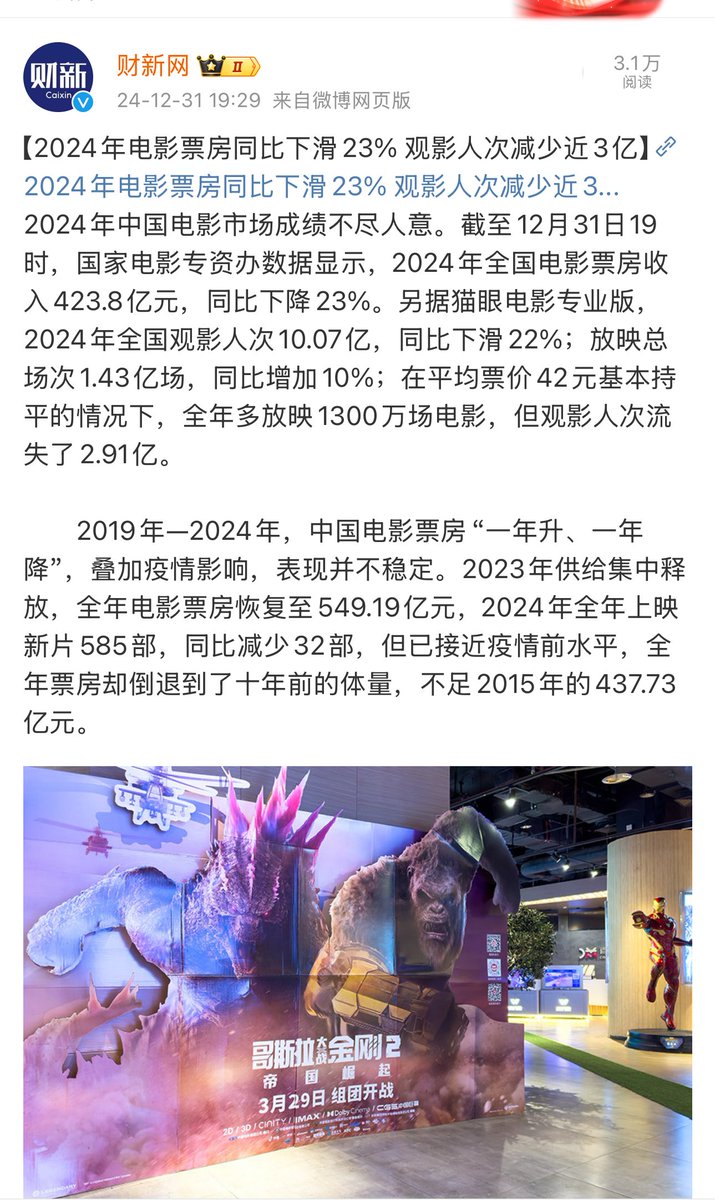 财新
Caixin
财新网
II
3.1万
阅读
24-12-31 19:29 来自微博网页版
【2024年电影票房同比下滑23% 观影人次减少近3亿】
2024年电影票房同比下滑23% 观影人次减少近3...
2024年中国电影市场成绩不尽人意。截至12月31日19
时，国家电影专资办数据显示，2024年全国电影票房收
入423.8亿元，同比下降23%。另据猫眼电影专业版，
2024年全国观影人次10.07亿，同比下滑22%；放映总
场次1.43亿场，同比增加10%；在平均票价42元基本持
平的情况下，全年多放映1300万场电影，但观影人次流
失了2.91亿。
2019年—2024年，中国电影票房“一年升、一年
降”，叠加疫情影响，表现并不稳定。2023年供给集中释
放，全年电影票房恢复至549.19亿元，2024年全年上映
新片585部，同比减少32部，但已接近疫情前水平，全
年票房却倒退到了十年前的体量，不足2015年的437.73
亿元。
哥斯拉大战金刚2
帝国崛起
3月29日 组团开战
2D / 3D / CINITY / IMAX / Dolby Cinema / CGS中国巨幕
LEGENDARY